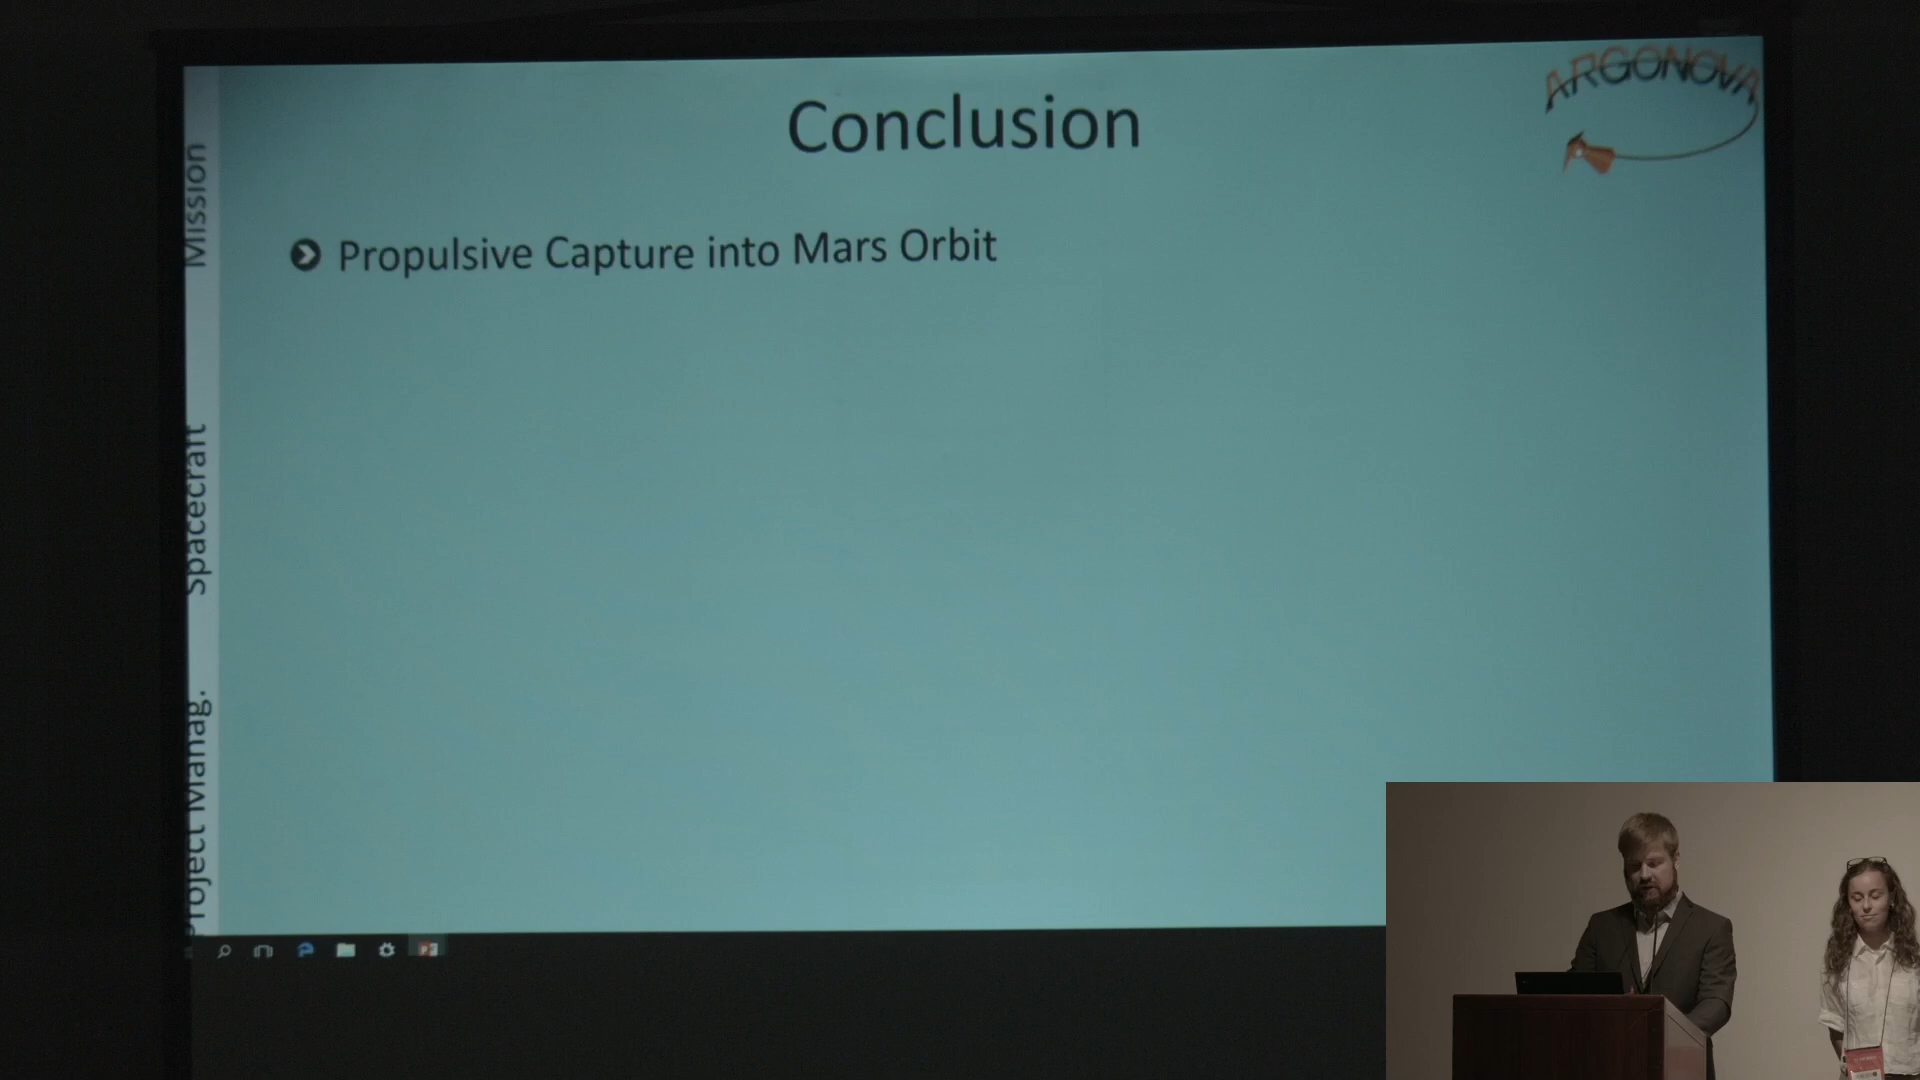 ARGONOVA
Conclusion
Propulsive Capture into Mars Orbit
Mission
Spacecraft
Project Manag.